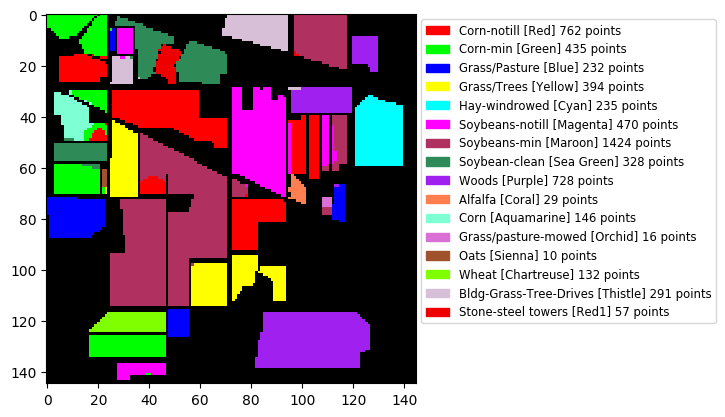 0
20
40
60
80
100
120
140
0 20 40 60 80 100 120 140
Corn-notill [Red] 762 points
Corn-min [Green] 435 points
Grass/Pasture [Blue] 232 points
Grass/Trees [Yellow] 394 points
Hay-windrowed [Cyan] 235 points
Soybeans-notill [Magenta] 470 points
Soybeans-min [Maroon] 1424 points
Soybean-clean [Sea Green] 328 points
Woods [Purple] 728 points
Alfalfa [Coral] 29 points
Corn [Aquamarine] 146 points
Grass/pasture-mowed [Orchid] 16 points
Oats [Sienna] 10 points
Wheat [Chartreuse] 132 points
Bldg-Grass-Tree-Drives [Thistle] 291 points
Stone-steel towers [Red1] 57 points